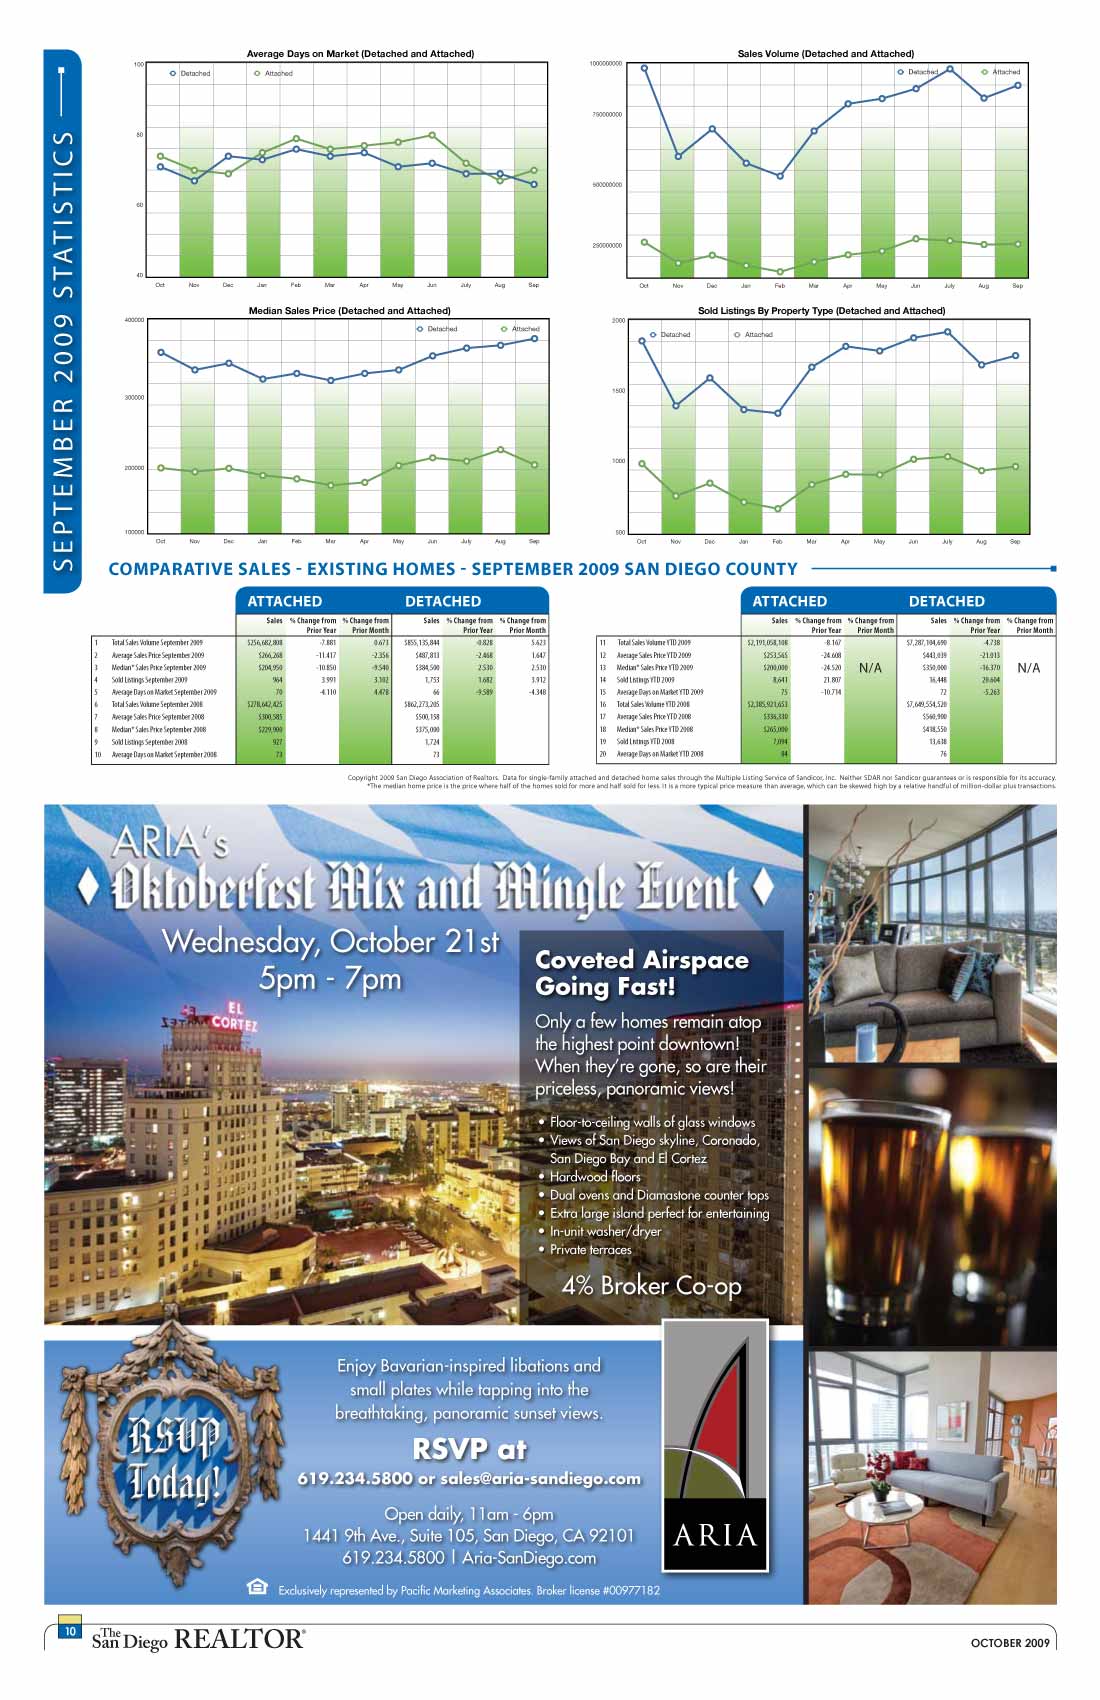 SEPTEMBER 2009 STATISTICS
Average Days on Market (Detached and Attached)
Detached Attached
100
80
60
40
Oct Nov Dec Jan Feb Mar Apr May Jun July Aug Sep
Sales Volume (Detached and Attached)
Detached Attached
1000000000
750000000
500000000
250000000
Oct Nov Dec Jan Feb Mar Apr May Jun July Aug Sep
Median Sales Price (Detached and Attached)
Detached Attached
400000
300000
200000
100000
Oct Nov Dec Jan Feb Mar Apr May Jun July Aug Sep
Sold Listings By Property Type (Detached and Attached)
Detached Attached
2000
1500
1000
500
Oct Nov Dec Jan Feb Mar Apr May Jun July Aug Sep
COMPARATIVE SALES - EXISTING HOMES - SEPTEMBER 2009 SAN DIEGO COUNTY
ATTACHED DETACHED
Sales % Change from Prior Year % Change from Prior Month Sales % Change from Prior Year % Change from Prior Month
1 Total Sales Volume September 2009 $256,682,808 -7.881 0.673 $855,135,844 -0.828 5.623
2 Average Sales Price September 2009 $266,268 -11.417 -2.356 $487,813 -2.468 1.647
3 Median* Sales Price September 2009 $204,950 -10.850 -9.540 $384,500 2.530 2.530
4 Sold Listings September 2009 964 3.991 3.102 1,753 1.682 3.912
5 Average Days on Market September 2009 70 -4.110 4.478 66 -9.589 -4.348
6 Total Sales Volume September 2008 $278,642,425 $862,273,205
7 Average Sales Price September 2008 $300,585 $500,158
8 Median* Sales Price September 2008 $229,900 $375,000
9 Sold Listings September 2008 927 1,724
10 Average Days on Market September 2008 73 73
ATTACHED DETACHED
Sales % Change from Prior Year % Change from Prior Month Sales % Change from Prior Year % Change from Prior Month
11 Total Sales Volume YTD 2009 $2,191,058,108 -8.167 $7,287,104,690 -4.738
12 Average Sales Price YTD 2009 $253,565 -24.608 $443,039 -21.013
13 Median* Sales Price YTD 2009 $200,000 -24.520 N/A $350,000 -16.370 N/A
14 Sold Listings YTD 2009 8,641 21.807 16,448 20.604
15 Average Days on Market YTD 2009 75 -10.714 72 -5.263
16 Total Sales Volume YTD 2008 $2,385,921,653 $7,649,554,520
17 Average Sales Price YTD 2008 $336,330 $560,900
18 Median* Sales Price YTD 2008 $265,000 $418,550
19 Sold Listings YTD 2008 7,094 13,638
20 Average Days on Market YTD 2008 84 76
Copyright 2009 San Diego Association of Realtors. Data for single-family attached and detached home sales through the Multiple Listing Service of Sandicor, Inc. Neither SDAR nor Sandicor guarantees or is responsible for its accuracy.
*The median home price is the price where half of the homes sold for more and half sold for less. It is a more typical price measure than average, which can be skewed high by a relative handful of million-dollar plus transactions.
ARIA's
Oktoberfest Mix and Mingle Event
Wednesday, October 21st
5pm - 7pm
EL
CORTEZ
Coveted Airspace
Going Fast!
Only a few homes remain atop
the highest point downtown!
When they're gone, so are their
priceless, panoramic views!
• Floor-to-ceiling walls of glass windows
• Views of San Diego skyline, Coronado,
San Diego Bay and El Cortez
• Hardwood floors
• Dual ovens and Diamastone counter tops
• Extra large island perfect for entertaining
• In-unit washer/dryer
• Private terraces
4% Broker Co-op
RSVP
Today!
Enjoy Bavarian-inspired libations and
small plates while tapping into the
breathtaking, panoramic sunset views.
RSVP at
619.234.5800 or sales@aria-sandiego.com
Open daily, 11am - 6pm
1441 9th Ave., Suite 105, San Diego, CA 92101
619.234.5800 | Aria-SanDiego.com
Exclusively represented by Pacific Marketing Associates. Broker license #00977182
ARIA
10
The San Diego REALTOR®
OCTOBER 2009